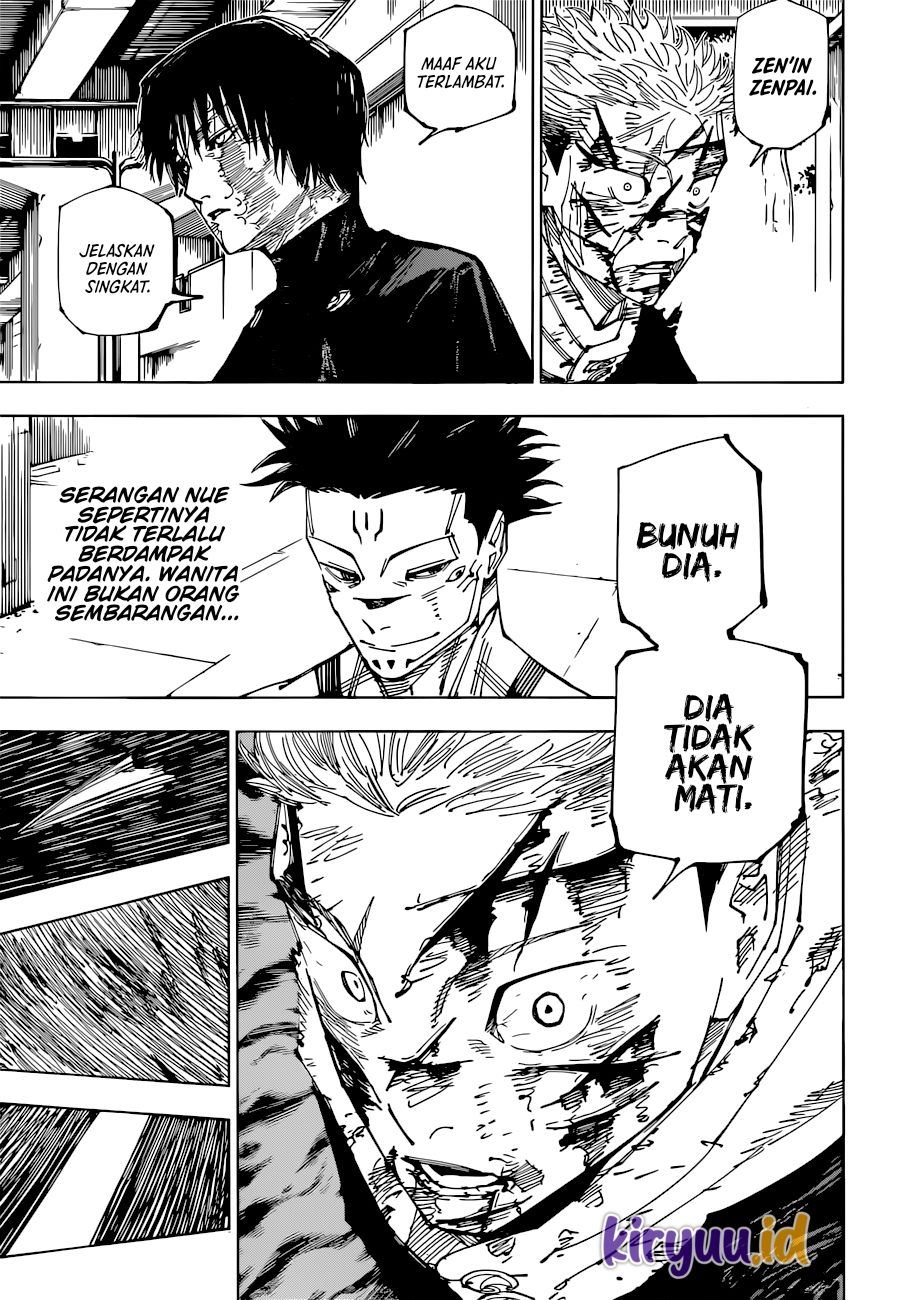 ZEN'IN
ZENPAI.
MAAF AKU
TERLAMBAT.
JELASKAN
DENGAN
SINGKAT.
BUNUH
DIA.
DIA
TIDAK
AKAN
MATI.
SERANGAN NUE
SEPERTINYA
TIDAK TERLALU
BERDAMPAK
PADANYA. WANITA
INI BUKAN ORANG
SEMBARANGAN...
kiryuu.id